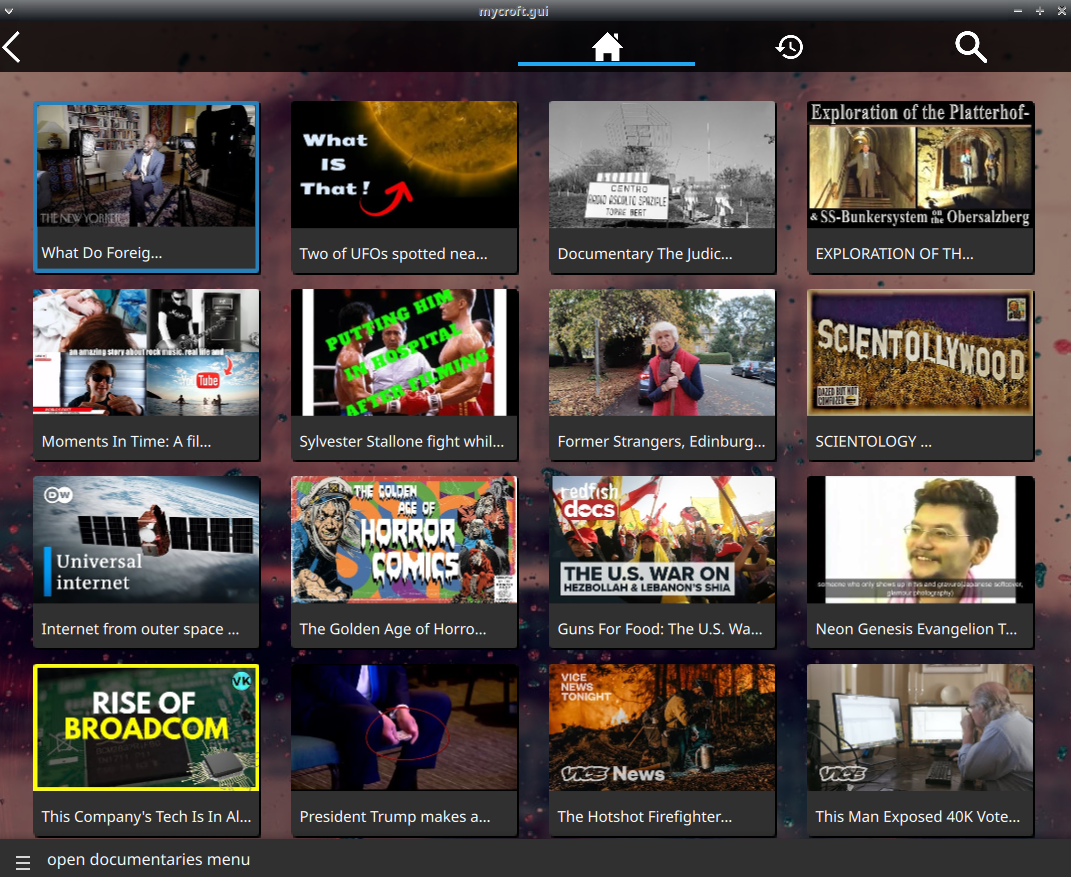 mycroft.gui
THE NEW YORKER
What Do Foreig...
What
IS
That!
Two of UFOs spotted nea...
CENTRO
RADIO ASCOLTO SPAZIALE
TORRE BERT
Documentary The Judic...
Exploration of the Platterhof-
& SS-Bunkersystem on the Obersalzberg
EXPLORATION OF TH...
an amazing story about rock music, real life and
You Tube
Moments In Time: A fil...
PUTTING HIM
IN HOSPITAL
AFTER FILMING
Sylvester Stallone fight whil...
Former Strangers, Edinburg...
SCIENTOLLYWOOD
DAZED BUT NOT
CONFUZED
SCIENTOLOGY ...
DW
Universal
internet
Internet from outer space ...
THE GOLDEN
AGE OF
HORROR
COMICS
The Golden Age of Horro...
redfish
docs
THE U.S. WAR ON
HEZBOLLAH & LEBANON'S SHIA
Guns For Food: The U.S. Wa...
someone who only shows up in his and gravure(Japanese softcover,
glamour photography)
Neon Genesis Evangelion T...
VK
RISE OF
BROADCOM
This Company's Tech Is In Al...
President Trump makes a...
VICE
NEWS
TONIGHT
VICE News
The Hotshot Firefighter...
VICE
This Man Exposed 40K Vote...
open documentaries menu